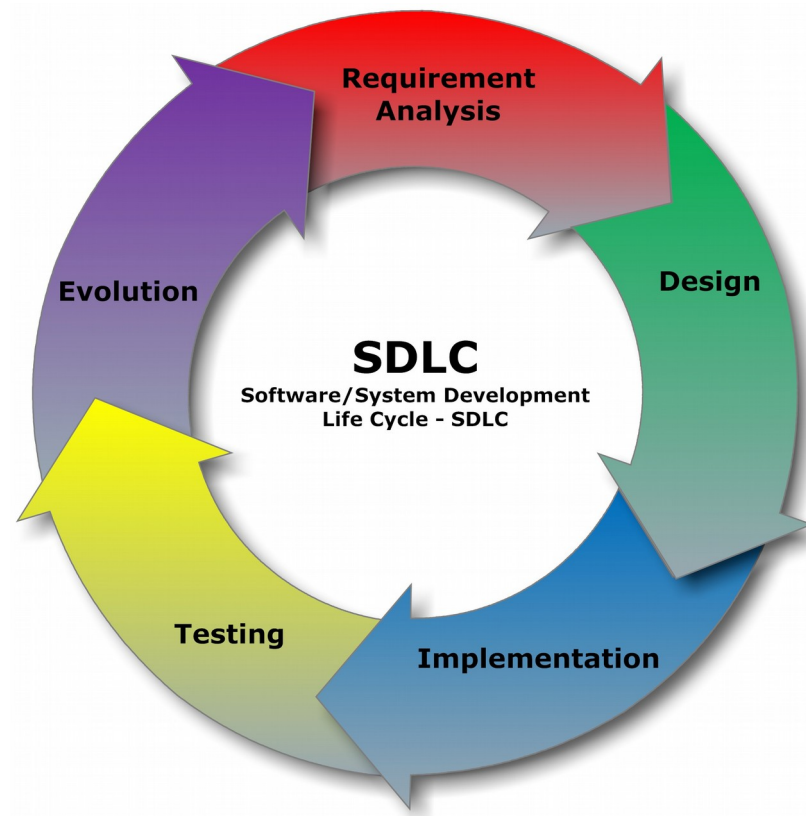 Requirement
Analysis
Design
Implementation
Testing
Evolution
SDLC
Software/System Development
Life Cycle - SDLC